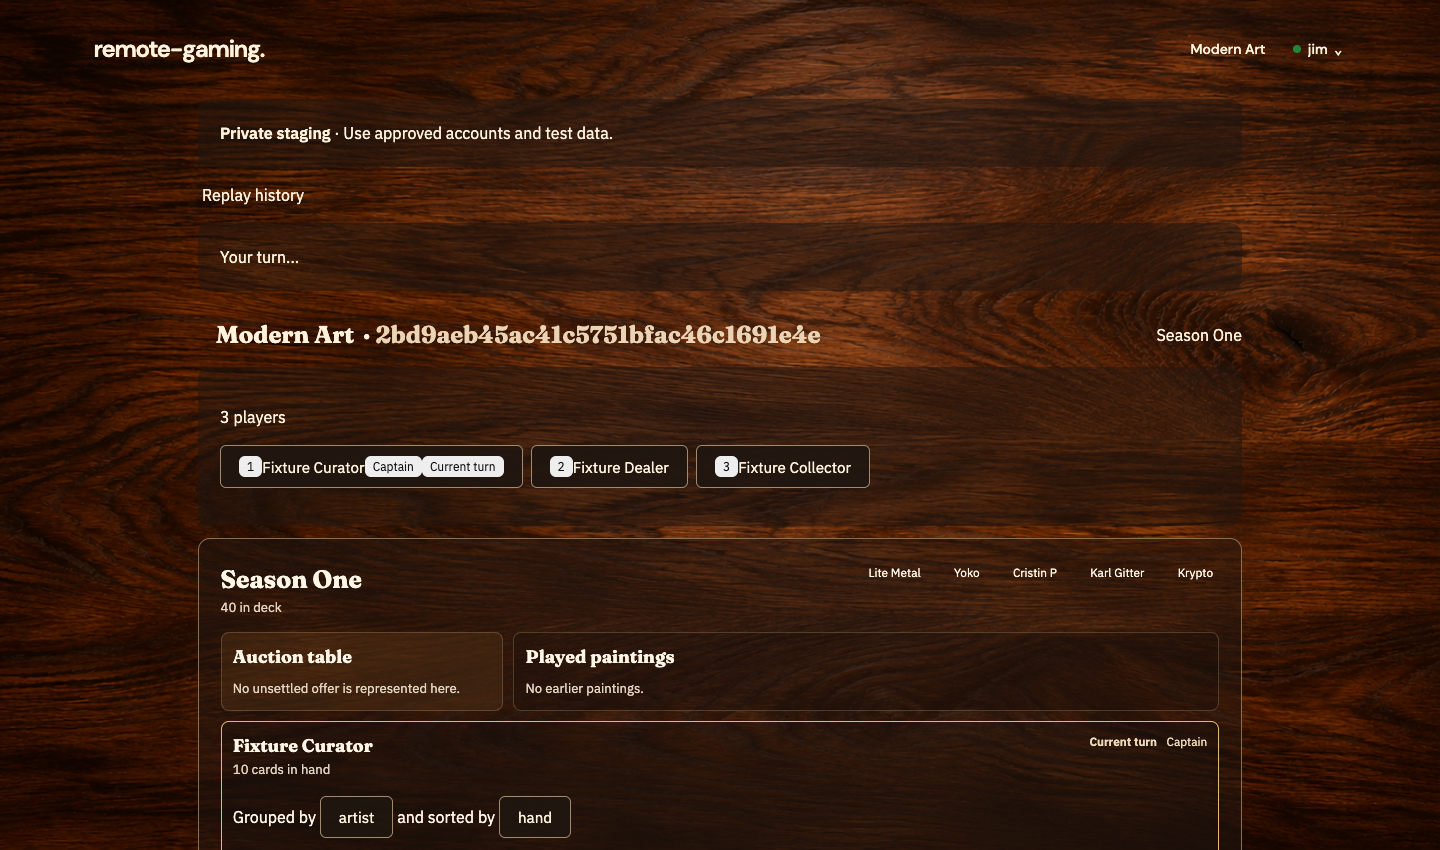 remote-gaming.
Modern Art
jim
Private staging · Use approved accounts and test data.
Replay history
Your turn...
Modern Art · 2bd9aeb45ac41c5751bfac46c1691e4e
Season One
3 players
1 Fixture Curator Captain Current turn
2 Fixture Dealer
3 Fixture Collector
Season One
40 in deck
Lite Metal
Yoko
Cristin P
Karl Gitter
Krypto
Auction table
No unsettled offer is represented here.
Played paintings
No earlier paintings.
Fixture Curator
10 cards in hand
Current turn Captain
Grouped by artist and sorted by hand